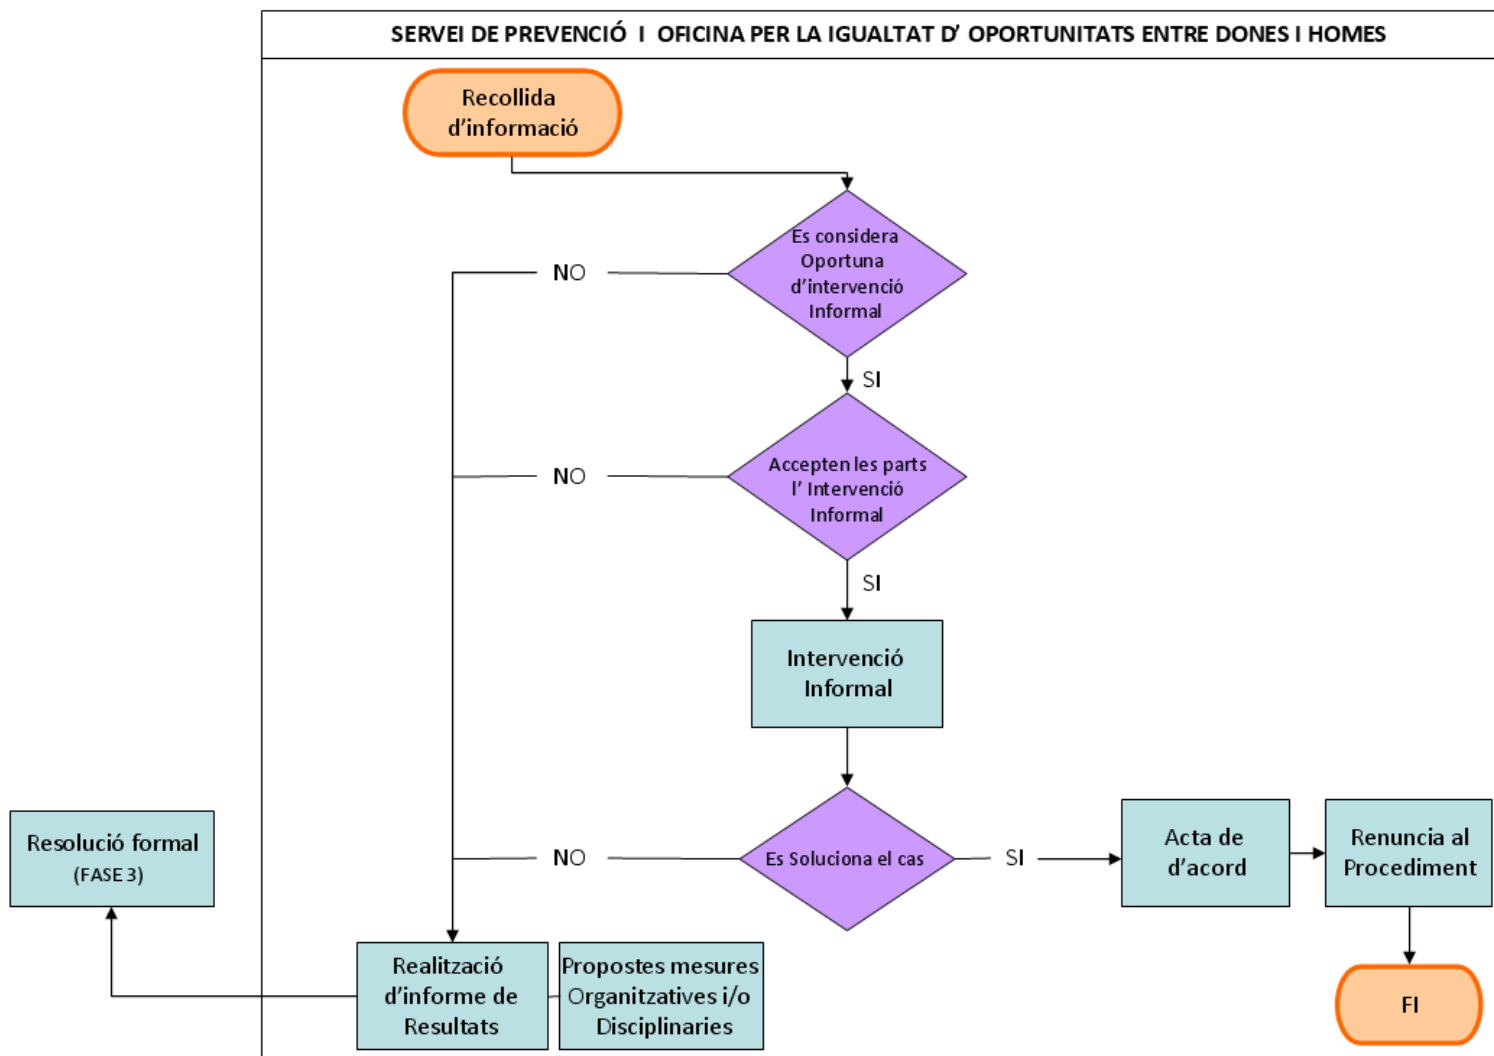 SERVEI DE PREVENCIÓ I OFICINA PER LA IGUALTAT D’ OPORTUNITATS ENTRE DONES I HOMES
Recollida
d’informació
Es considera
Oportuna
d’intervenció
Informal
NO
SI
Accepten les parts
l’ Intervenció
Informal
NO
SI
Intervenció
Informal
Es Soluciona el cas
NO
SI
Acta de
d’acord
Renuncia al
Procediment
FI
Resolució formal
(FASE 3)
Realització
d’informe de
Resultats
Propostes mesures
Organitzatives i/o
Disciplinaries